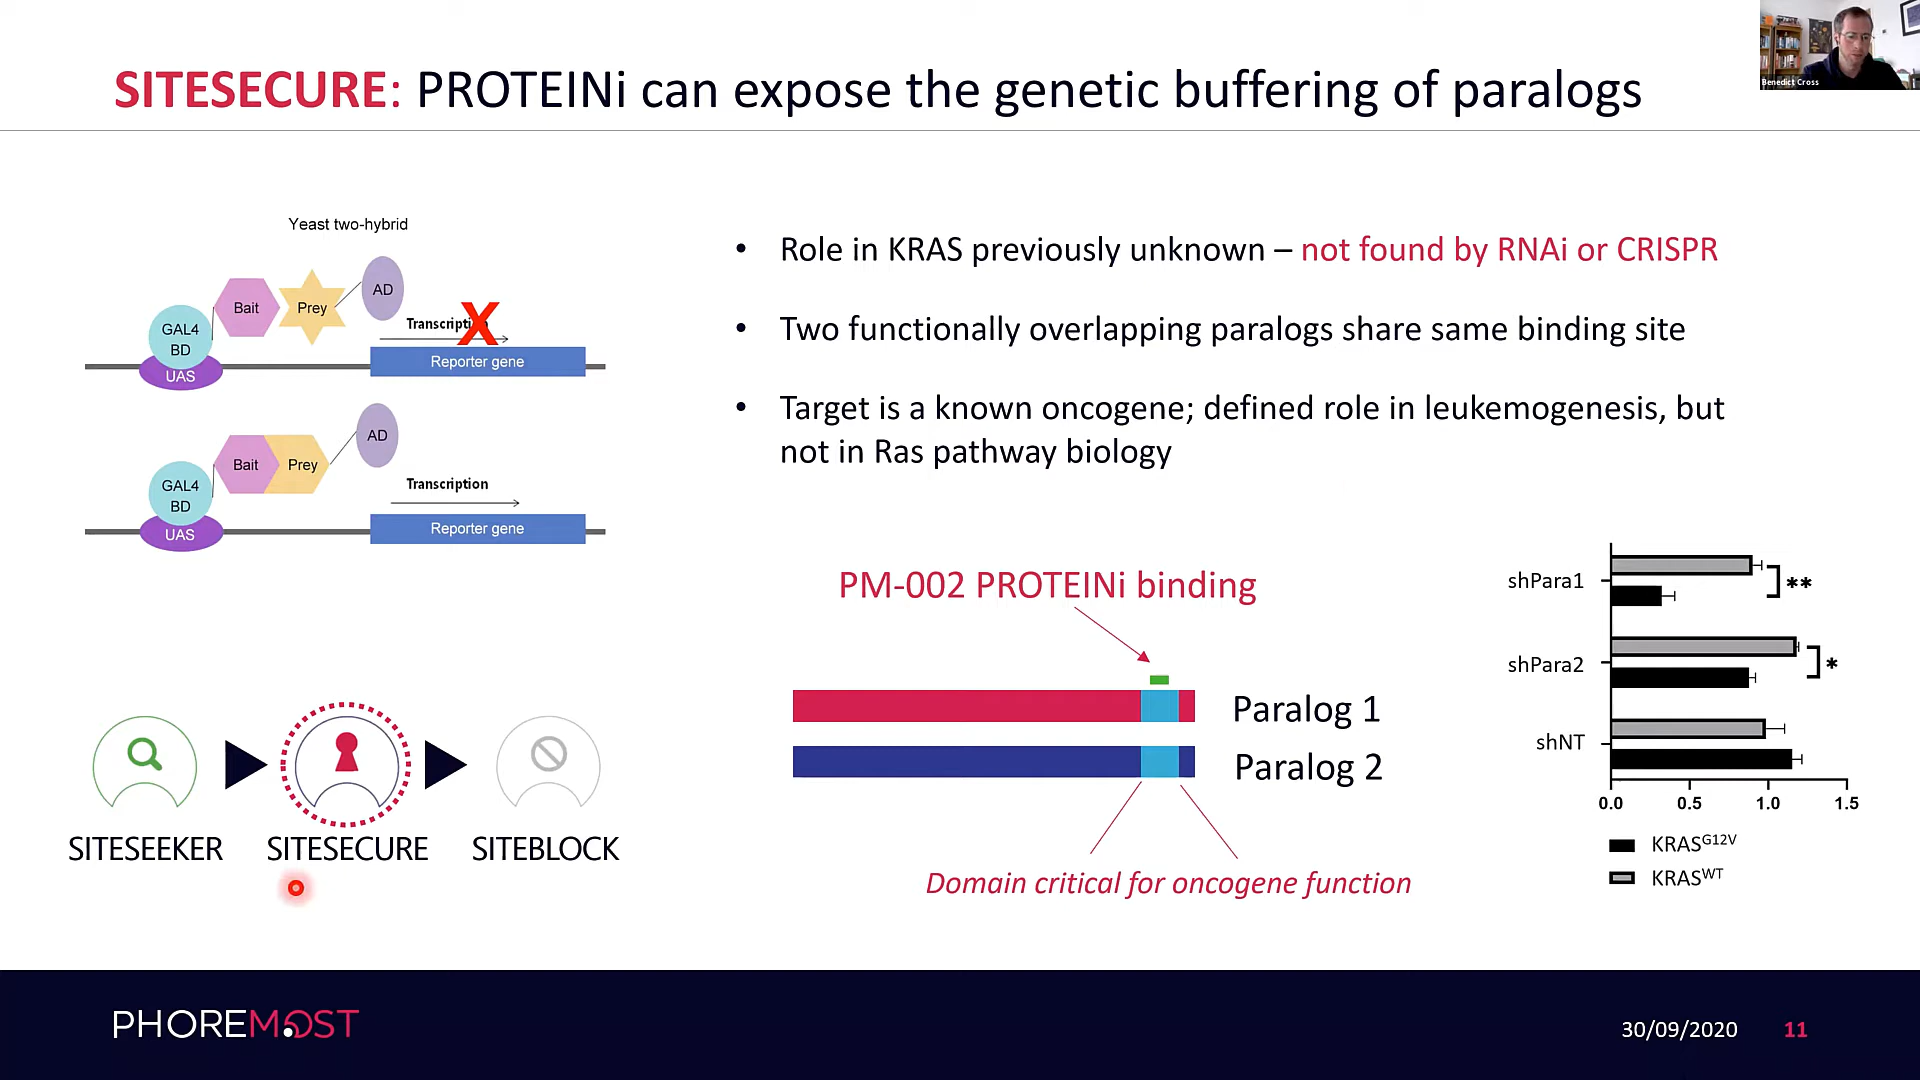 SITESECURE: PROTEINi can expose the genetic buffering of paralogs
Benedict Cross
Yeast two-hybrid
GAL4
BD
UAS
Bait
Prey
AD
Transcription
X
Reporter gene
GAL4
BD
UAS
Bait
Prey
AD
Transcription
Reporter gene
• Role in KRAS previously unknown – not found by RNAi or CRISPR
• Two functionally overlapping paralogs share same binding site
• Target is a known oncogene; defined role in leukemogenesis, but
not in Ras pathway biology
PM-002 PROTEINi binding
Paralog 1
Paralog 2
Domain critical for oncogene function
shPara1
**
shPara2
*
shNT
0.0 0.5 1.0 1.5
KRASG12V
KRASWT
SITESEEKER
SITESECURE
SITEBLOCK
PHOREMOST
30/09/2020
11